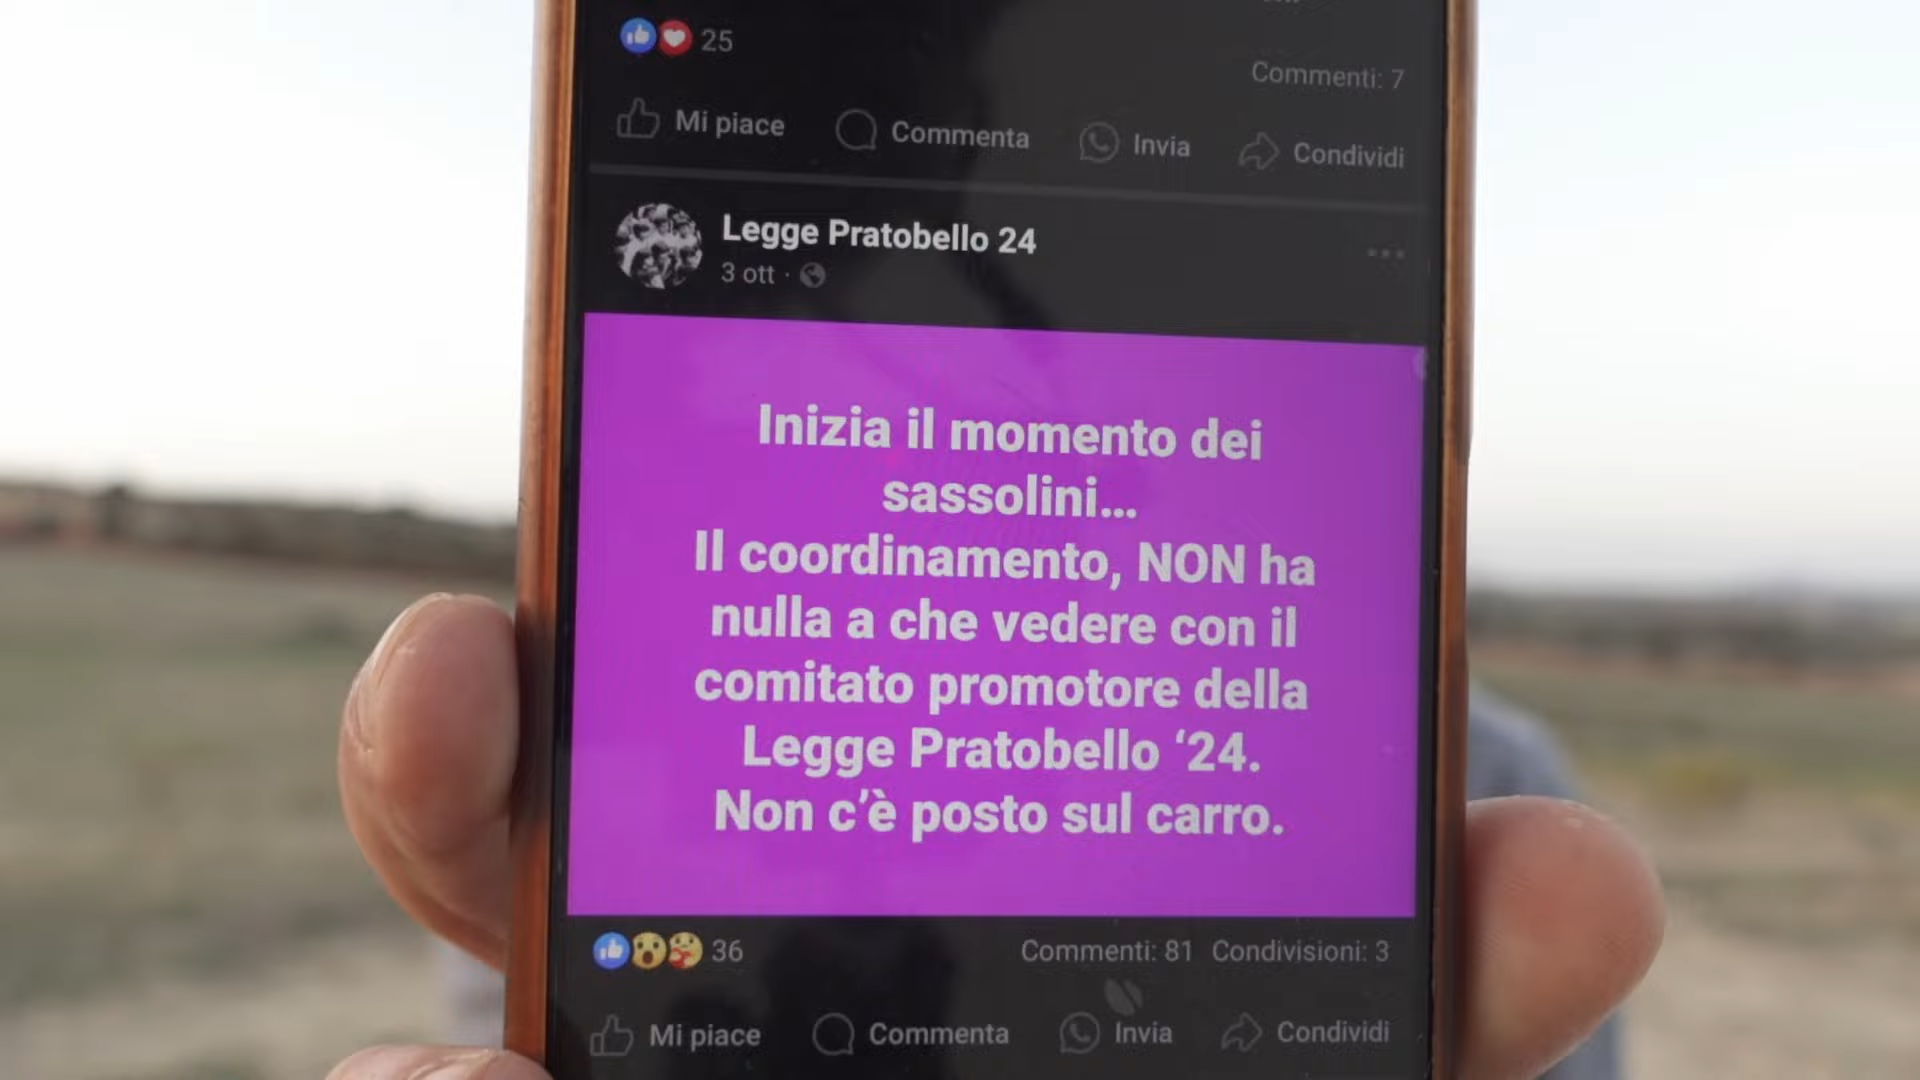 25
Commenti: 7
Mi piace Commenta Invia Condividi
Legge Pratobello 24
3 ott ·
Inizia il momento dei
sassolini...
Il coordinamento, NON ha
nulla a che vedere con il
comitato promotore della
Legge Pratobello ‘24.
Non c’è posto sul carro.
36 Commenti: 81 Condivisioni: 3
Mi piace Commenta Invia Condividi